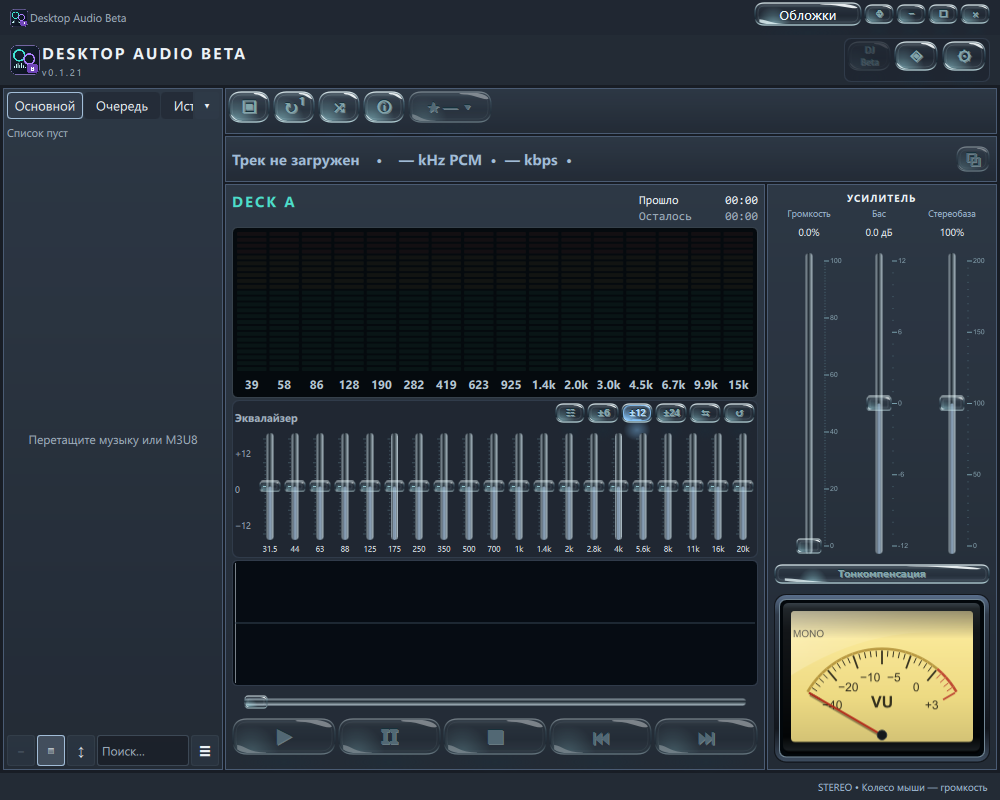 Desktop Audio Beta
Обложки
DESKTOP AUDIO BETA
v0.1.21
DJ
Beta
Основной Очередь Ист
Список пуст
1
Трек не загружен • — kHz PCM • — kbps •
DECK A
Прошло 00:00
Осталось 00:00
39 58 86 128 190 282 419 623 925 1.4k 2.0k 3.0k 4.5k 6.7k 9.9k 15k
Эквалайзер
±6 ±12 ±24
+12
0
−12
31.5 44 63 88 125 175 250 350 500 700 1k 1.4k 2k 2.8k 4k 5.6k 8k 11k 16k 20k
Перетащите музыку или M3U8
Поиск...
УСИЛИТЕЛЬ
Громкость Бас Стереобаза
0.0% 0.0 дБ 100%
100 12 200
80
6 150
60
0 100
40
-6 50
20
0 -12 0
Тонкомпенсация
MONO
−40 −20 −10 −5 0 +3
VU
STEREO • Колесо мыши — громкость